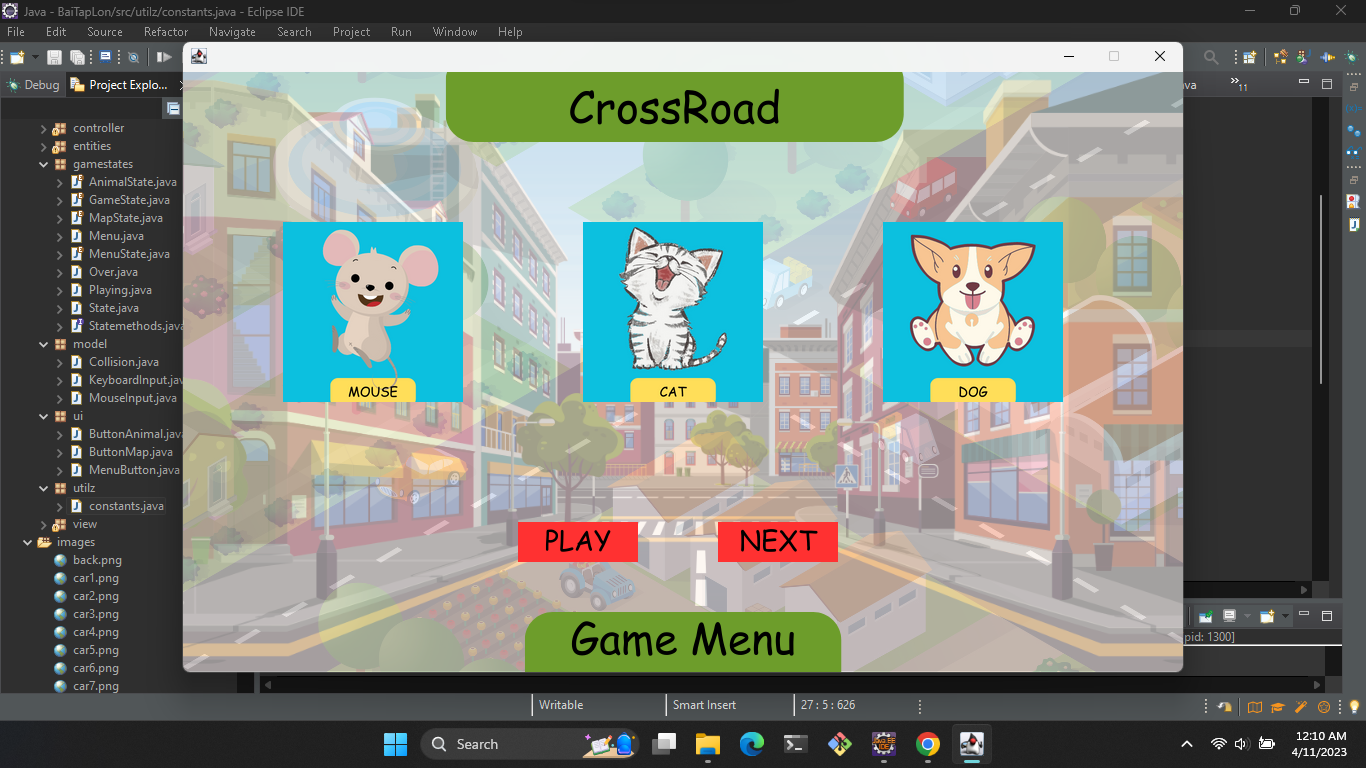 Java - BaiTapLon/src/utilz/constants.java - Eclipse IDE
File Edit Source Refactor Navigate Search Project Run Window Help
Debug Project Explo...
ava
»11
controller
entities
gamestates
AnimalState.java
GameState.java
MapState.java
Menu.java
MenuState.java
Over.java
Playing.java
State.java
Statemethods.java
model
Collision.java
KeyboardInput.jav
MouseInput.java
ui
ButtonAnimal.java
ButtonMap.java
MenuButton.java
utilz
constants.java
view
images
back.png
car1.png
car2.png
car3.png
car4.png
car5.png
car6.png
car7.png
CrossRoad
MOUSE CAT DOG
PLAY NEXT
Game Menu
pid: 1300]
Writable Smart Insert 27 : 5 : 626
Search
12:10 AM
4/11/2023